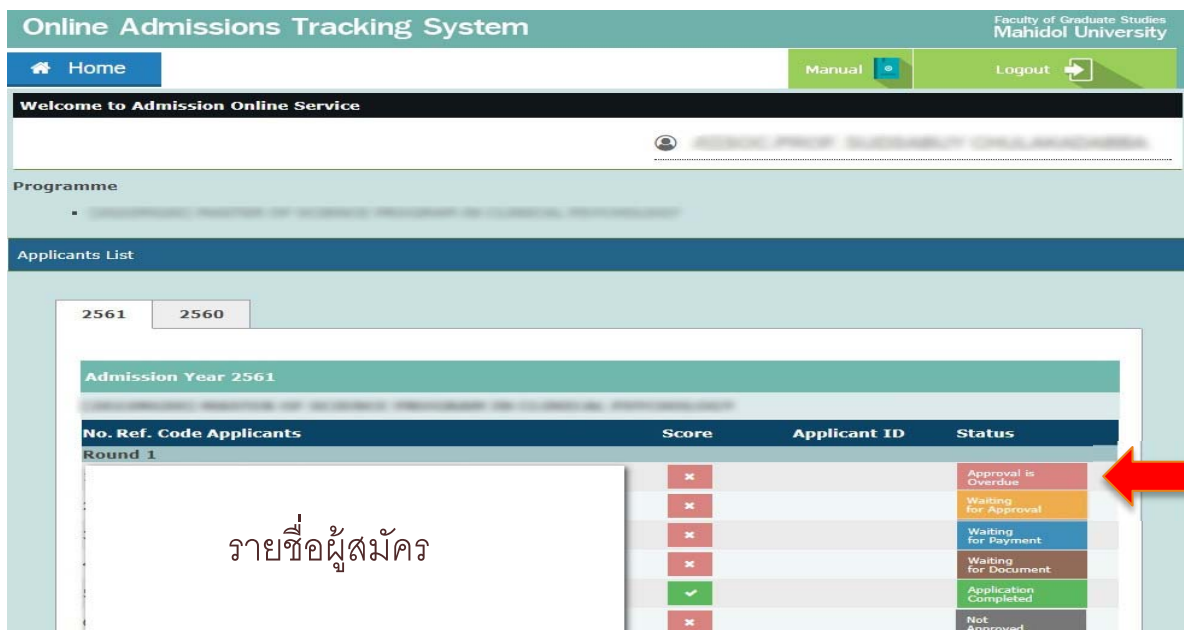 Online Admissions Tracking System
Faculty of Graduate Studies
Mahidol University
Home
Manual
Logout
Welcome to Admission Online Service
Programme
Applicants List
2561 2560
Admission Year 2561
No. Ref. Code Applicants Score Applicant ID Status
Round 1
Approval is
Overdue
Waiting
for Approval
Waiting
for Payment
รายชื่อผู้สมัคร
Waiting
for Document
Application
Completed
Not
Approved